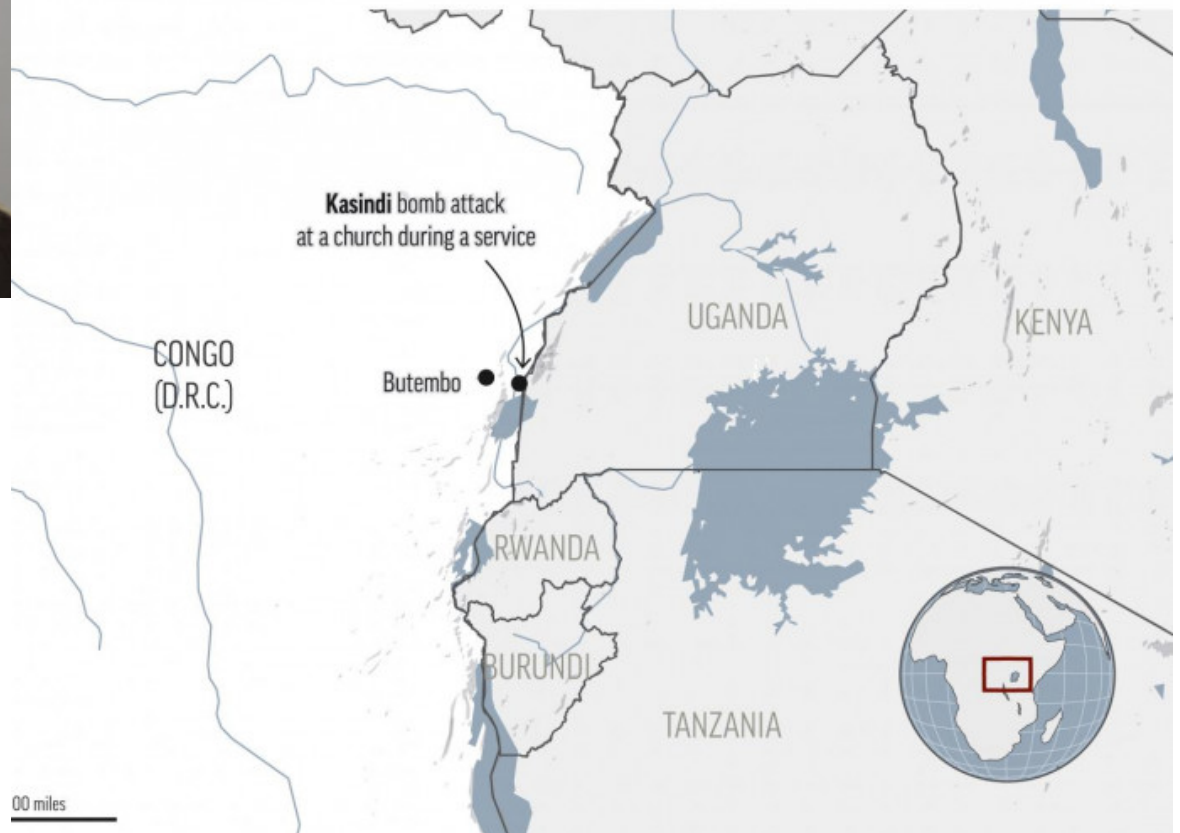 Kasindi bomb attack
at a church during a service
UGANDA
KENYA
CONGO
(D.R.C.)
Butembo
RWANDA
BURUNDI
TANZANIA
00 miles